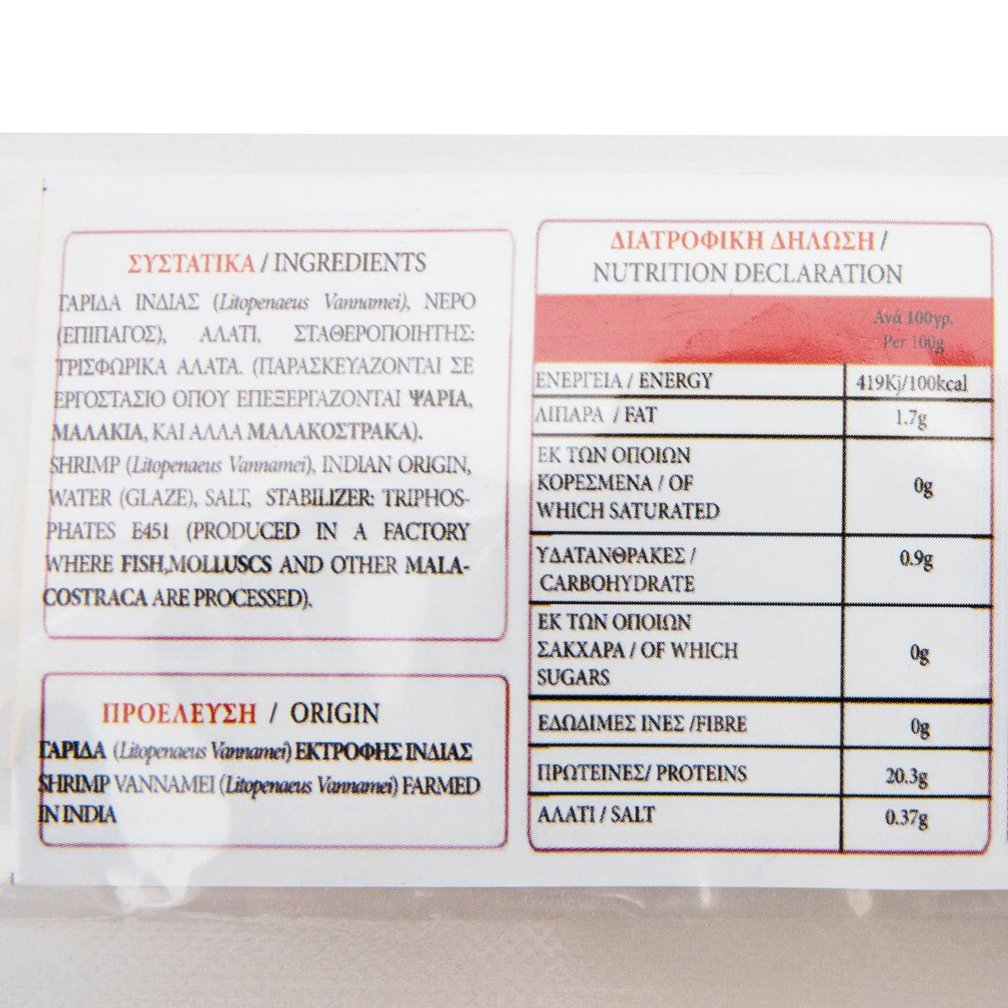 ΣΥΣΤΑΤΙΚΑ / INGREDIENTS
ΓΑΡΙΔΑ ΙΝΔΙΑΣ (Litopenaeus Vannamei), ΝΕΡΟ
(ΕΠΙΠΑΓΟΣ), ΑΛΑΤΙ, ΣΤΑΘΕΡΟΠΟΙΗΤΗΣ:
ΤΡΙΣΦΩΡΙΚΑ ΑΛΑΤΑ. (ΠΑΡΑΣΚΕΥΑΖΟΝΤΑΙ ΣΕ
ΕΡΓΟΣΤΑΣΙΟ ΟΠΟΥ ΕΠΕΞΕΡΓΑΖΟΝΤΑΙ ΨΑΡΙΑ,
ΜΑΛΑΚΙΑ, ΚΑΙ ΑΛΛΑ ΜΑΛΑΚΟΣΤΡΑΚΑ).
SHRIMP (Litopenaeus Vannamei), INDIAN ORIGIN,
WATER (GLAZE), SALT, STABILIZER: TRIPHOS-
PHATES E451 (PRODUCED IN A FACTORY
WHERE FISH,MOLLUSCS AND OTHER MALA-
COSTRACA ARE PROCESSED).
ΠΡΟΕΛΕΥΣΗ / ORIGIN
ΓΑΡΙΔΑ (Litopenaeus Vannamei) ΕΚΤΡΟΦΗΣ ΙΝΔΙΑΣ
SHRIMP VANNAMEI (Litopenaeus Vannamei) FARMED
IN INDIA
ΔΙΑΤΡΟΦΙΚΗ ΔΗΛΩΣΗ /
NUTRITION DECLARATION
Ανά 100γρ.
Per 100g
ΕΝΕΡΓΕΙΑ / ENERGY 419Kj/100kcal
ΛΙΠΑΡΑ / FAT 1.7g
ΕΚ ΤΩΝ ΟΠΟΙΩΝ
ΚΟΡΕΣΜΕΝΑ / OF 0g
WHICH SATURATED
ΥΔΑΤΑΝΘΡΑΚΕΣ / 0.9g
CARBOHYDRATE
ΕΚ ΤΩΝ ΟΠΟΙΩΝ
ΣΑΚΧΑΡΑ / OF WHICH 0g
SUGARS
ΕΔΩΔΙΜΕΣ ΙΝΕΣ /FIBRE 0g
ΠΡΩΤΕΙΝΕΣ/ PROTEINS 20.3g
ΑΛΑΤΙ / SALT 0.37g